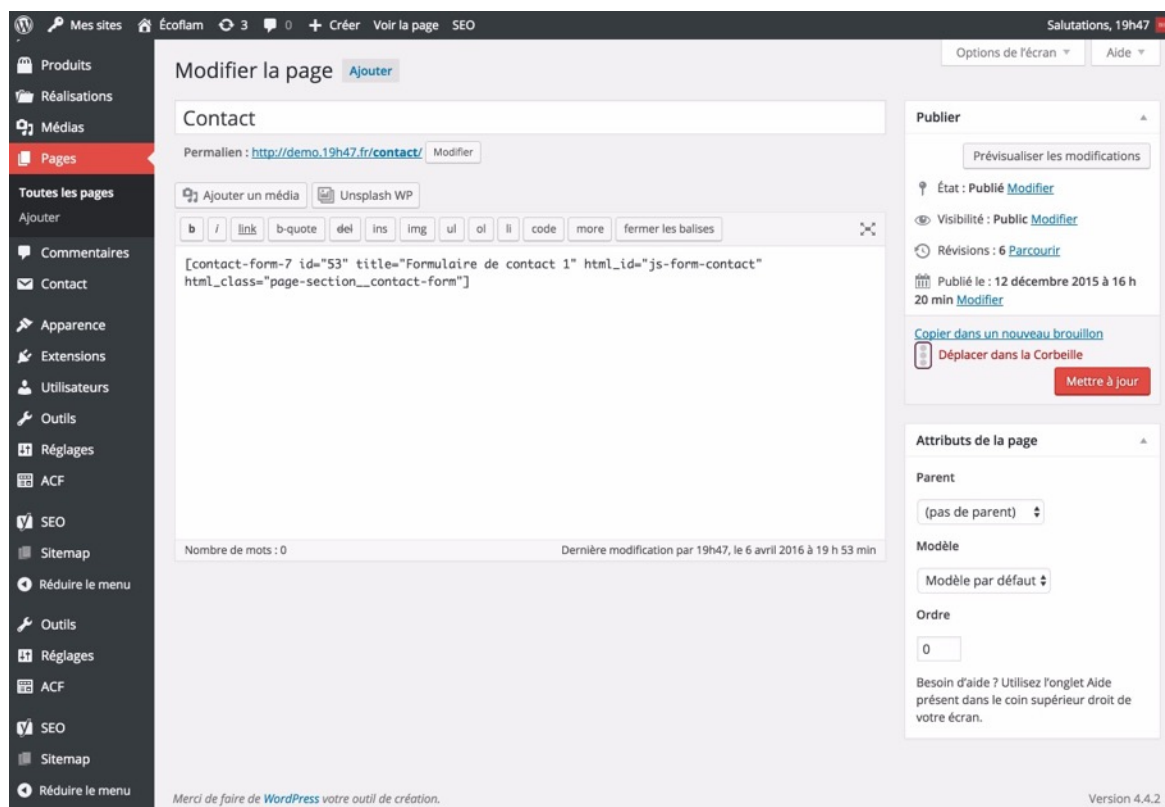 Mes sites Écoflam 3 0 + Créer Voir la page SEO Salutations, 19h47
Produits
Réalisations
Médias
Pages
Toutes les pages
Ajouter
Commentaires
Contact
Apparence
Extensions
Utilisateurs
Outils
Réglages
ACF
SEO
Sitemap
Réduire le menu
Outils
Réglages
ACF
SEO
Sitemap
Réduire le menu
Options de l'écran Aide
Modifier la page Ajouter
Contact
Permalien : http://demo.19h47.fr/contact/ Modifier
Ajouter un média Unsplash WP
b i link b-quote del ins img ul ol li code more fermer les balises
[contact-form-7 id="53" title="Formulaire de contact 1" html_id="js-form-contact"
html_class="page-section__contact-form"]
Nombre de mots : 0 Dernière modification par 19h47, le 6 avril 2016 à 19 h 53 min
Publier
Prévisualiser les modifications
État : Publié Modifier
Visibilité : Public Modifier
Révisions : 6 Parcourir
Publié le : 12 décembre 2015 à 16 h
20 min Modifier
Copier dans un nouveau brouillon
Déplacer dans la Corbeille
Mettre à jour
Attributs de la page
Parent
(pas de parent)
Modèle
Modèle par défaut
Ordre
0
Besoin d'aide ? Utilisez l'onglet Aide
présent dans le coin supérieur droit de
votre écran.
Merci de faire de WordPress votre outil de création. Version 4.4.2